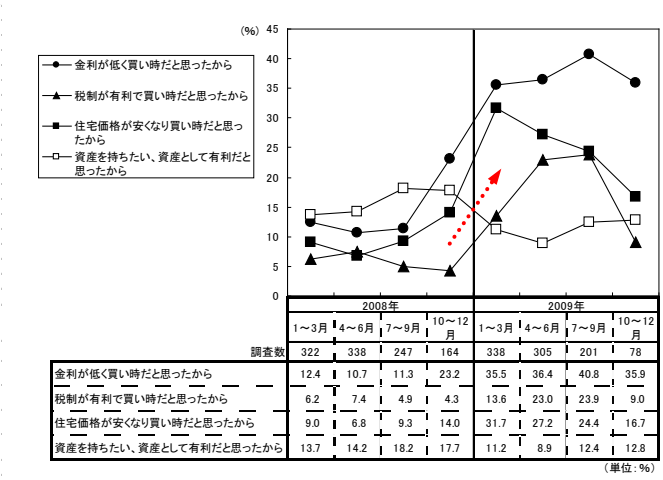 (%)
45
40
35
30
25
20
15
10
5
0
金利が低く買い時だと思ったから
税制が有利で買い時だと思ったから
住宅価格が安くなり買い時だと思っ
たから
資産を持ちたい、資産として有利だと
思ったから
2008年 2009年
1～3月 4～6月 7～9月 10～12月 1～3月 4～6月 7～9月 10～12月
調査数 322 338 247 164 338 305 201 78
金利が低く買い時だと思ったから 12.4 10.7 11.3 23.2 35.5 36.4 40.8 35.9
税制が有利で買い時だと思ったから 6.2 7.4 4.9 4.3 13.6 23.0 23.9 9.0
住宅価格が安くなり買い時だと思ったから 9.0 6.8 9.3 14.0 31.7 27.2 24.4 16.7
資産を持ちたい、資産として有利だと思ったから 13.7 14.2 18.2 17.7 11.2 8.9 12.4 12.8
（単位：％）